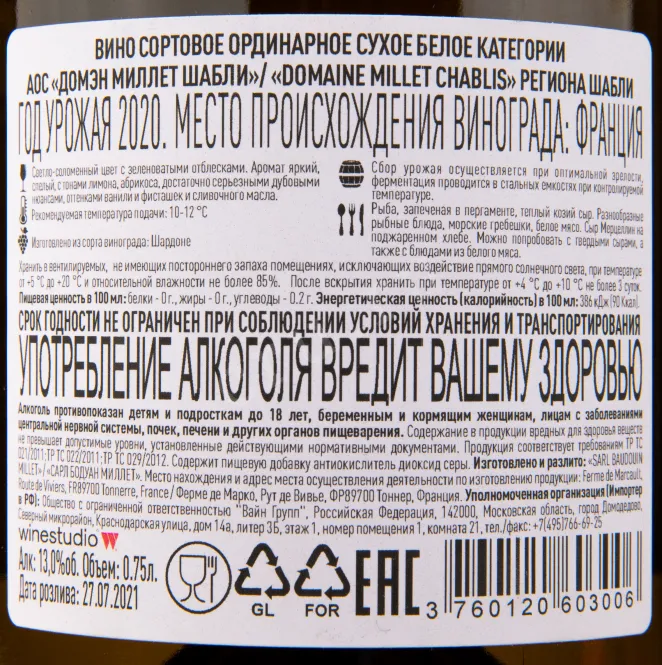 ВИНО СОРТОВОЕ ОРДИНАРНОЕ СУХОЕ БЕЛОЕ КАТЕГОРИИ
АОС «ДОМЭН МИЛЛЕТ ШАБЛИ»/ «DOMAINE MILLET CHABLIS» РЕГИОНА ШАБЛИ
ГОД УРОЖАЯ 2020. МЕСТО ПРОИСХОЖДЕНИЯ ВИНОГРАДА: ФРАНЦИЯ
Светло-соломенный цвет с зеленоватыми отблесками. Аромат яркий,
спелый, с тонами лимона, абрикоса, достаточно серьезными дубовыми
нюансами, оттенками ванили и фисташек и сливочного масла.
Рекомендуемая температура подачи: 10-12 °C
Изготовлено из сорта винограда: Шардоне
Сбор урожая осуществляется при оптимальной зрелости,
ферментация проводится в стальных емкостях при контролируемой
температуре.
Рыба, запеченая в пергаменте, теплый козий сыр. Разнообразные
рыбные блюда, морские гребешки, белое мясо. Сыр Мерцеллин на
поджаренном хлебе. Можно попробовать с твердыми сырами, а
также с блюдами из белого мяса.
Хранить в вентилируемых, не имеющих постороннего запаха помещениях, исключающих воздействие прямого солнечного света, при температуре
от +5 °C до +20 °C и относительной влажности не более 85%. После вскрытия хранить при температуре от +4 °C до +10 °C не более 3 суток.
Пищевая ценность в 100 мл: белки - 0 г., жиры - 0 г., углеводы - 0.2 г. Энергетическая ценность (калорийность) в 100 мл: 386 кДж (90 Ккал).
СРОК ГОДНОСТИ НЕ ОГРАНИЧЕН ПРИ СОБЛЮДЕНИИ УСЛОВИЙ ХРАНЕНИЯ И ТРАНСПОРТИРОВАНИЯ
УПОТРЕБЛЕНИЕ АЛКОГОЛЯ ВРЕДИТ ВАШЕМУ ЗДОРОВЬЮ
Алкоголь противопоказан детям и подросткам до 18 лет, беременным и кормящим женщинам, лицам с заболеваниями
центральной нервной системы, почек, печени и других органов пищеварения. Содержание в продукции вредных для здоровья веществ
не превышает допустимые уровни, установленные действующими нормативными документами. Продукция соответствует требованиям ТР ТС
021/2011; ТР ТС 022/2011; ТР ТС 029/2012. Содержит пищевую добавку антиокислитель диоксид серы. Изготовлено и разлито: «SARL BAUDOUIN
MILLET» / «САРЛ БОДУАН МИЛЛЕТ». Место нахождения и адрес места осуществления деятельности по изготовлению продукции: Ferme de Marcault,
Route de Viviers, FR89700 Tonnerre, France / Ферме де Марко, Рут де Вивье, ФР89700 Тоннер, Франция. Уполномоченная организация (Импортер
в РФ): Общество с ограниченной ответственностью "Вайн Групп", Российская Федерация, 142000, Московская область, город Домодедово,
Северный микрорайон, Краснодарская улица, дом 14а, литер 3Б, этаж 1, номер помещения 1, комната 21, тел./факс: +7(495)766-69-25
winestudio W
Алк: 13,0%об. Объем: 0.75л.
Дата розлива: 27.07.2021
GL
FOR
EAC
3 760120 603006